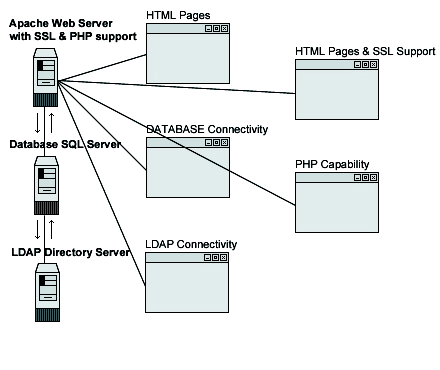 HTML Pages
Apache Web Server
with SSL & PHP support
HTML Pages & SSL Support
DATABASE Connectivity
Database SQL Server
PHP Capability
LDAP Connectivity
LDAP Directory Server